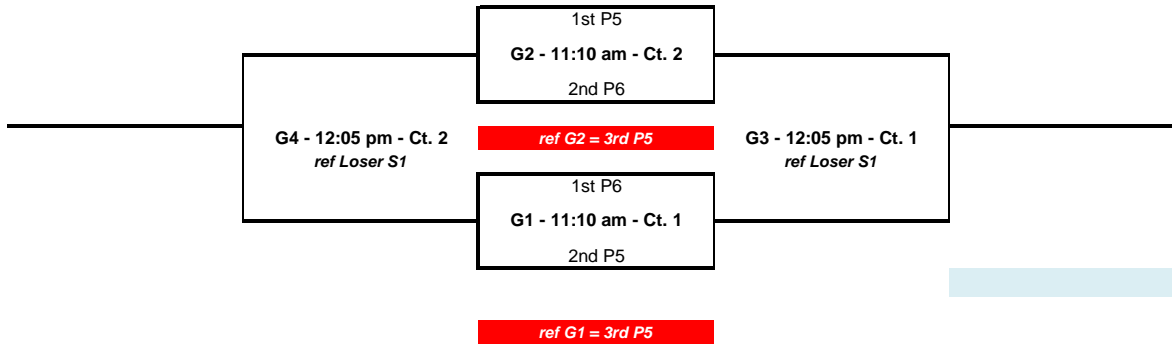 1st P5
G2 - 11:10 am - Ct. 2
2nd P6
G4 - 12:05 pm - Ct. 2
ref Loser S1
ref G2 = 3rd P5
G3 - 12:05 pm - Ct. 1
ref Loser S1
1st P6
G1 - 11:10 am - Ct. 1
2nd P5
ref G1 = 3rd P5